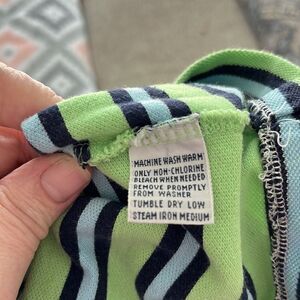 MACHINE WASH WARM
ONLY NON-CHLORINE
BLEACH WHEN NEEDED
REMOVE PROMPTLY
FROM WASHER
TUMBLE DRY LOW
STEAM IRON MEDIUM